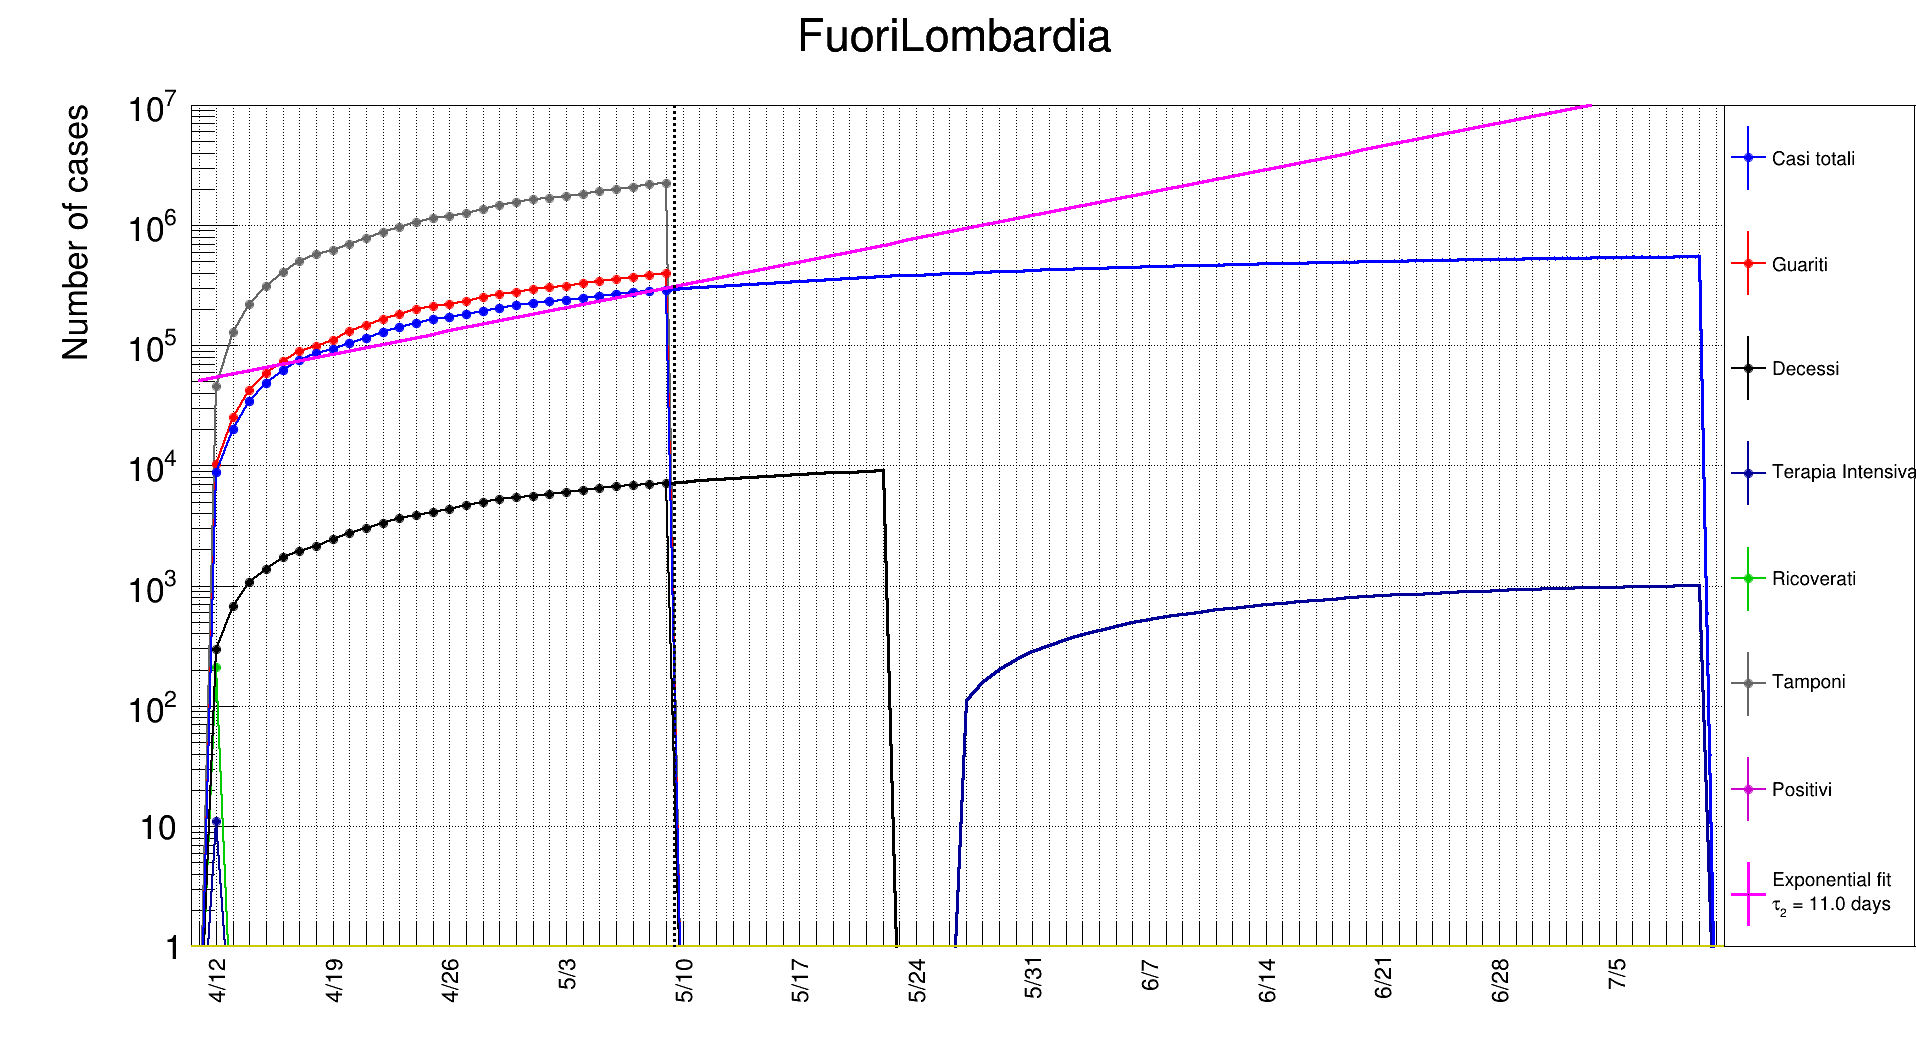 FuoriLombardia
Number of cases
10^7
10^6
10^5
10^4
10^3
10^2
10
1
4/12
4/19
4/26
5/3
5/10
5/17
5/24
5/31
6/7
6/14
6/21
6/28
7/5
Casi totali
Guariti
Decessi
Terapia Intensiva
Ricoverati
Tamponi
Positivi
Exponential fit
τ_2 = 11.0 days